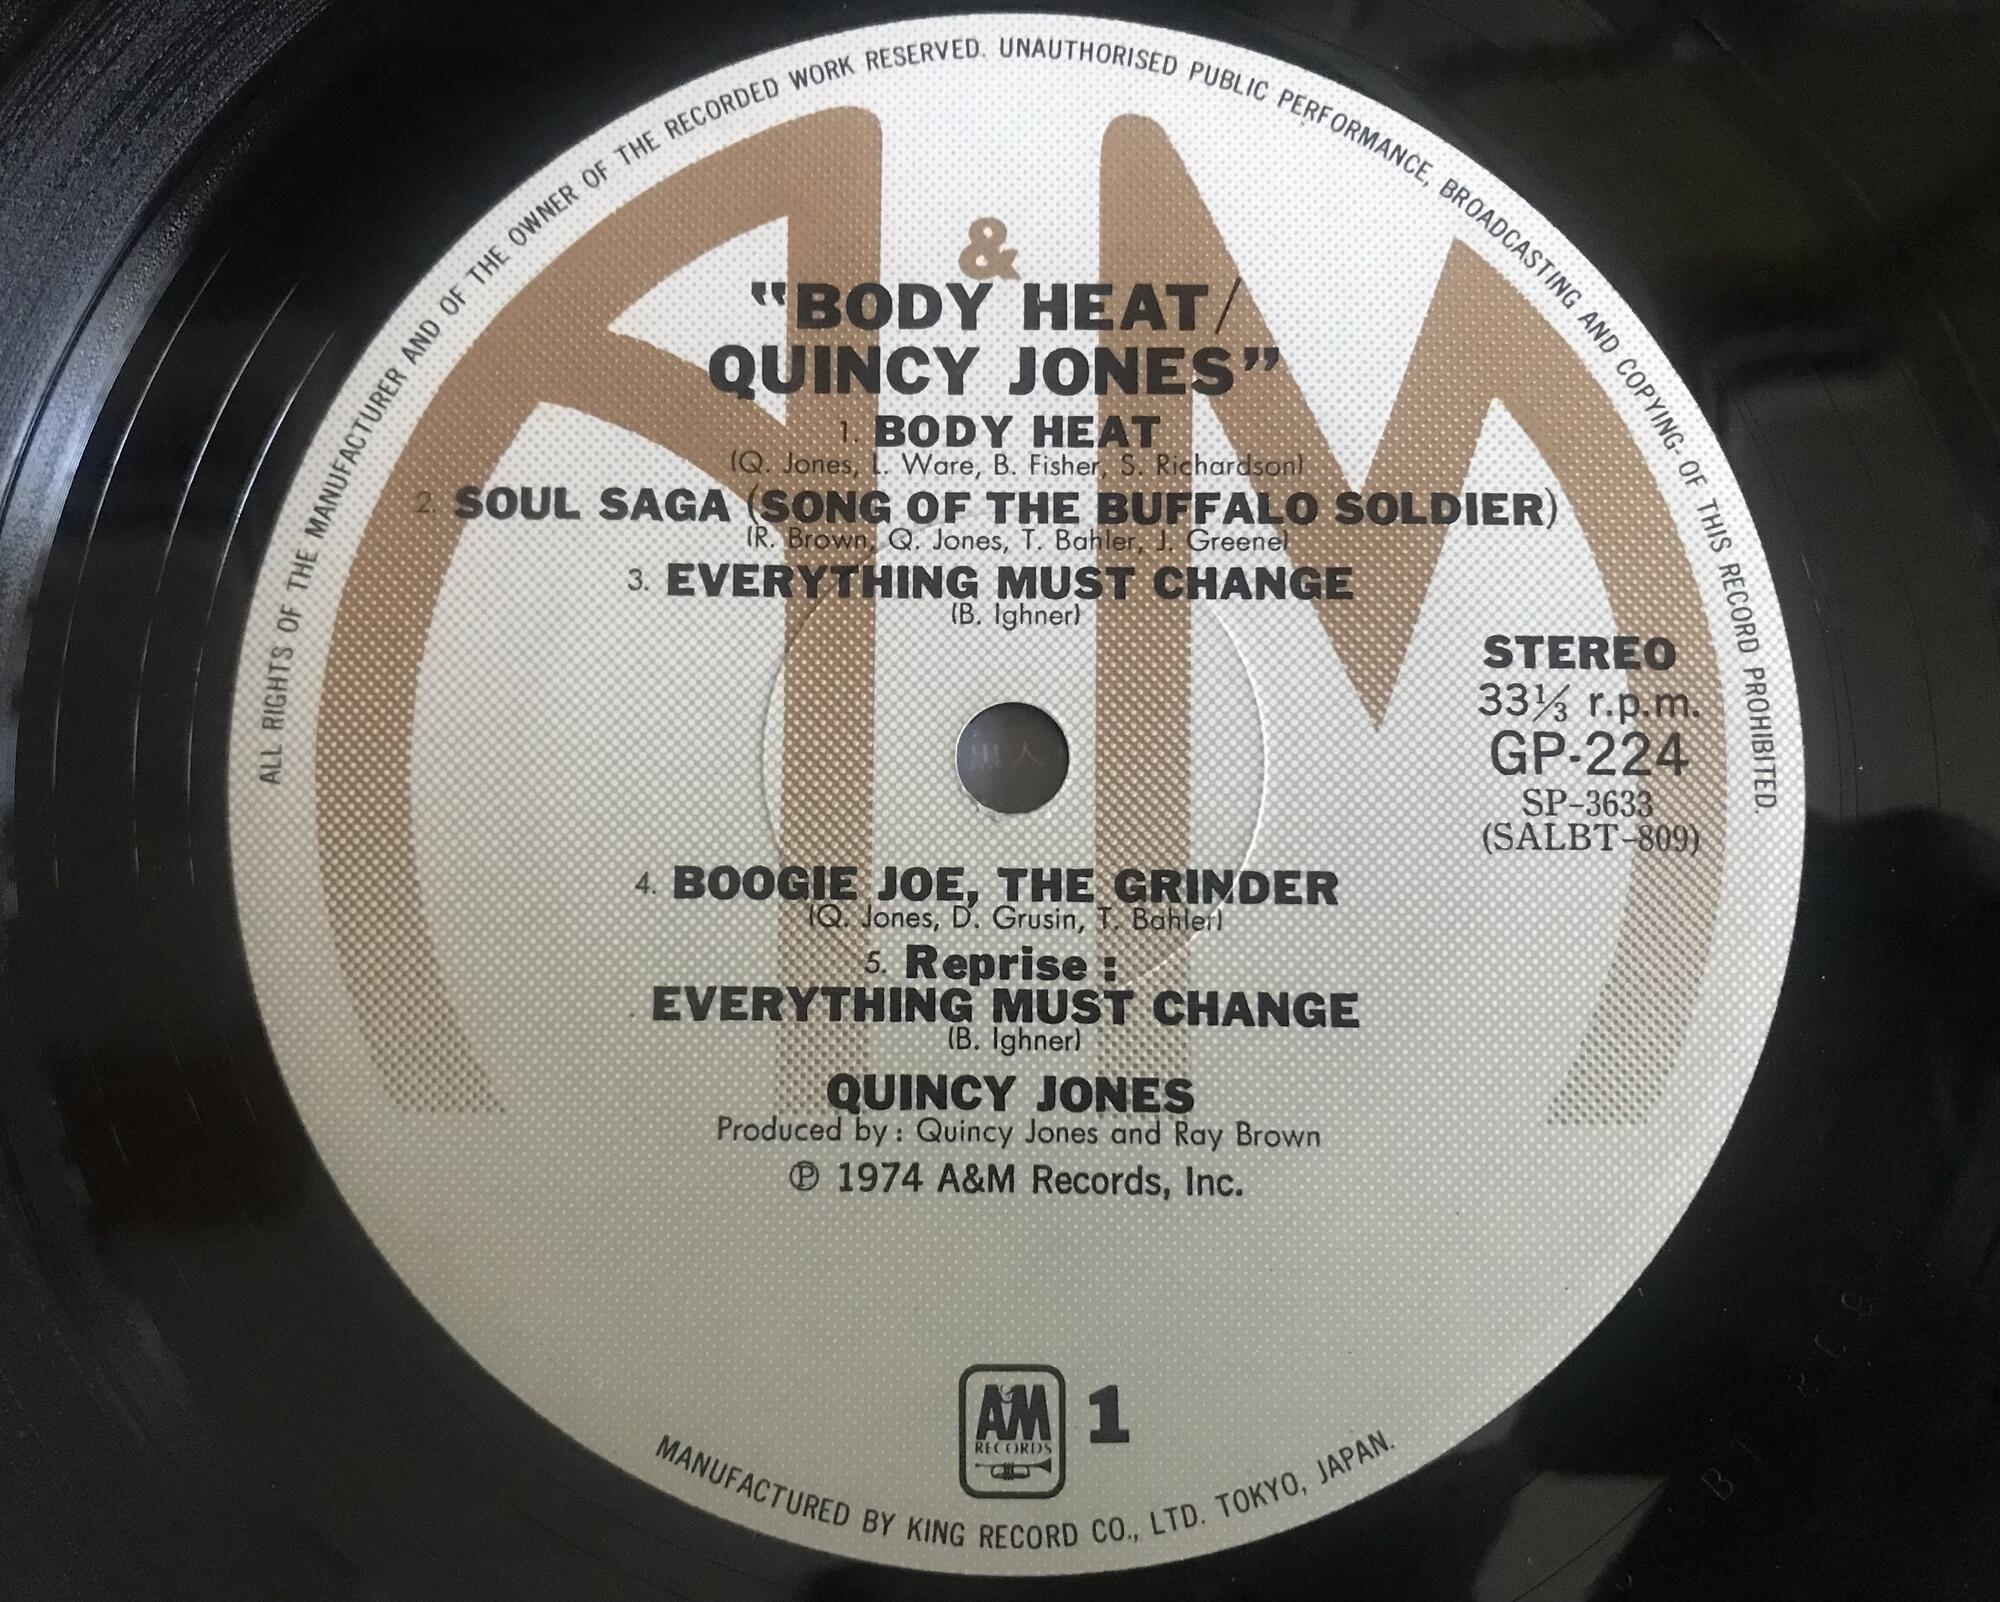 ALL RIGHTS OF THE MANUFACTURER AND OF THE OWNER OF THE RECORDED WORK RESERVED. UNAUTHORISED PUBLIC PERFORMANCE, BROADCASTING AND COPYING- OF THIS RECORD PROHIBITED.
A & M
"BODY HEAT/
QUINCY JONES"
1. BODY HEAT
(Q. Jones, L. Ware, B. Fisher, S. Richardson)
2. SOUL SAGA (SONG OF THE BUFFALO SOLDIER)
(R. Brown, Q. Jones, T. Bahler, J. Greene)
3. EVERYTHING MUST CHANGE
(B. Ighner)
STEREO
33⅓ r.p.m.
GP-224
SP-3633
(SALBT-809)
4. BOOGIE JOE, THE GRINDER
(Q. Jones, D. Grusin, T. Bahler)
5. Reprise :
EVERYTHING MUST CHANGE
(B. Ighner)
QUINCY JONES
Produced by : Quincy Jones and Ray Brown
℗ 1974 A&M Records, Inc.
A&M
RECORDS
1
MANUFACTURED BY KING RECORD CO., LTD. TOKYO, JAPAN.